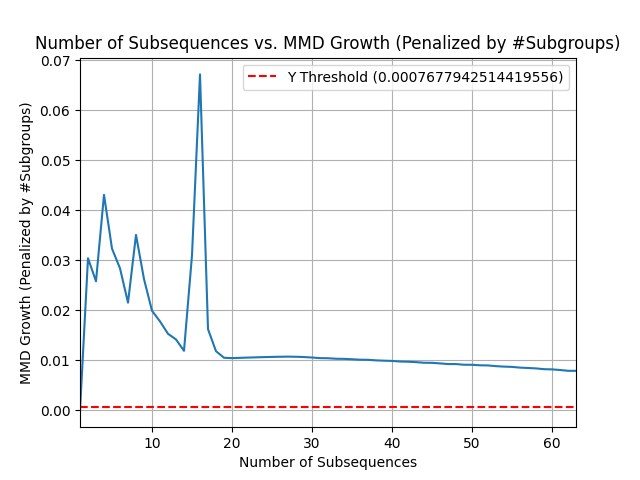 Number of Subsequences vs. MMD Growth (Penalized by #Subgroups)
Y Threshold (0.0007677942514419556)
MMD Growth (Penalized by #Subgroups)
0.07
0.06
0.05
0.04
0.03
0.02
0.01
0.00
10 20 30 40 50 60
Number of Subsequences